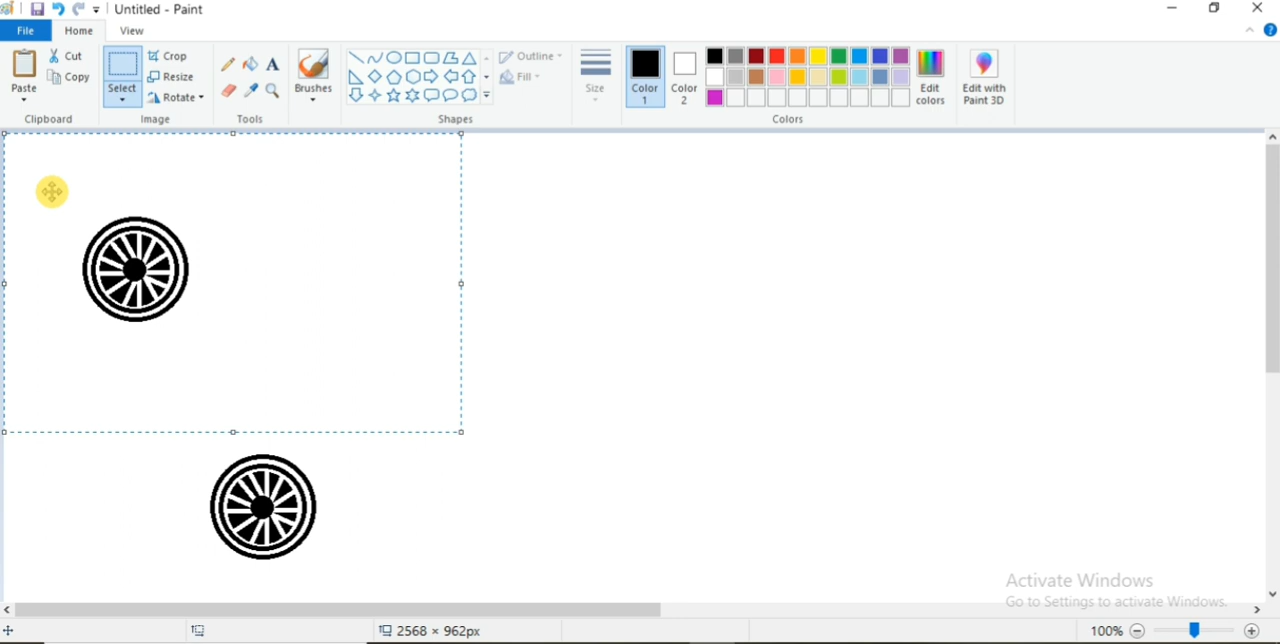 Untitled - Paint
File Home View
Paste
Cut
Copy
Clipboard
Select
Crop
Resize
Rotate
Image
A
Tools
Brushes
Outline
Fill
Shapes
Size
Color 1
Color 2
Edit colors
Colors
Edit with Paint 3D
Activate Windows
Go to Settings to activate Windows.
2568 × 962px
100%